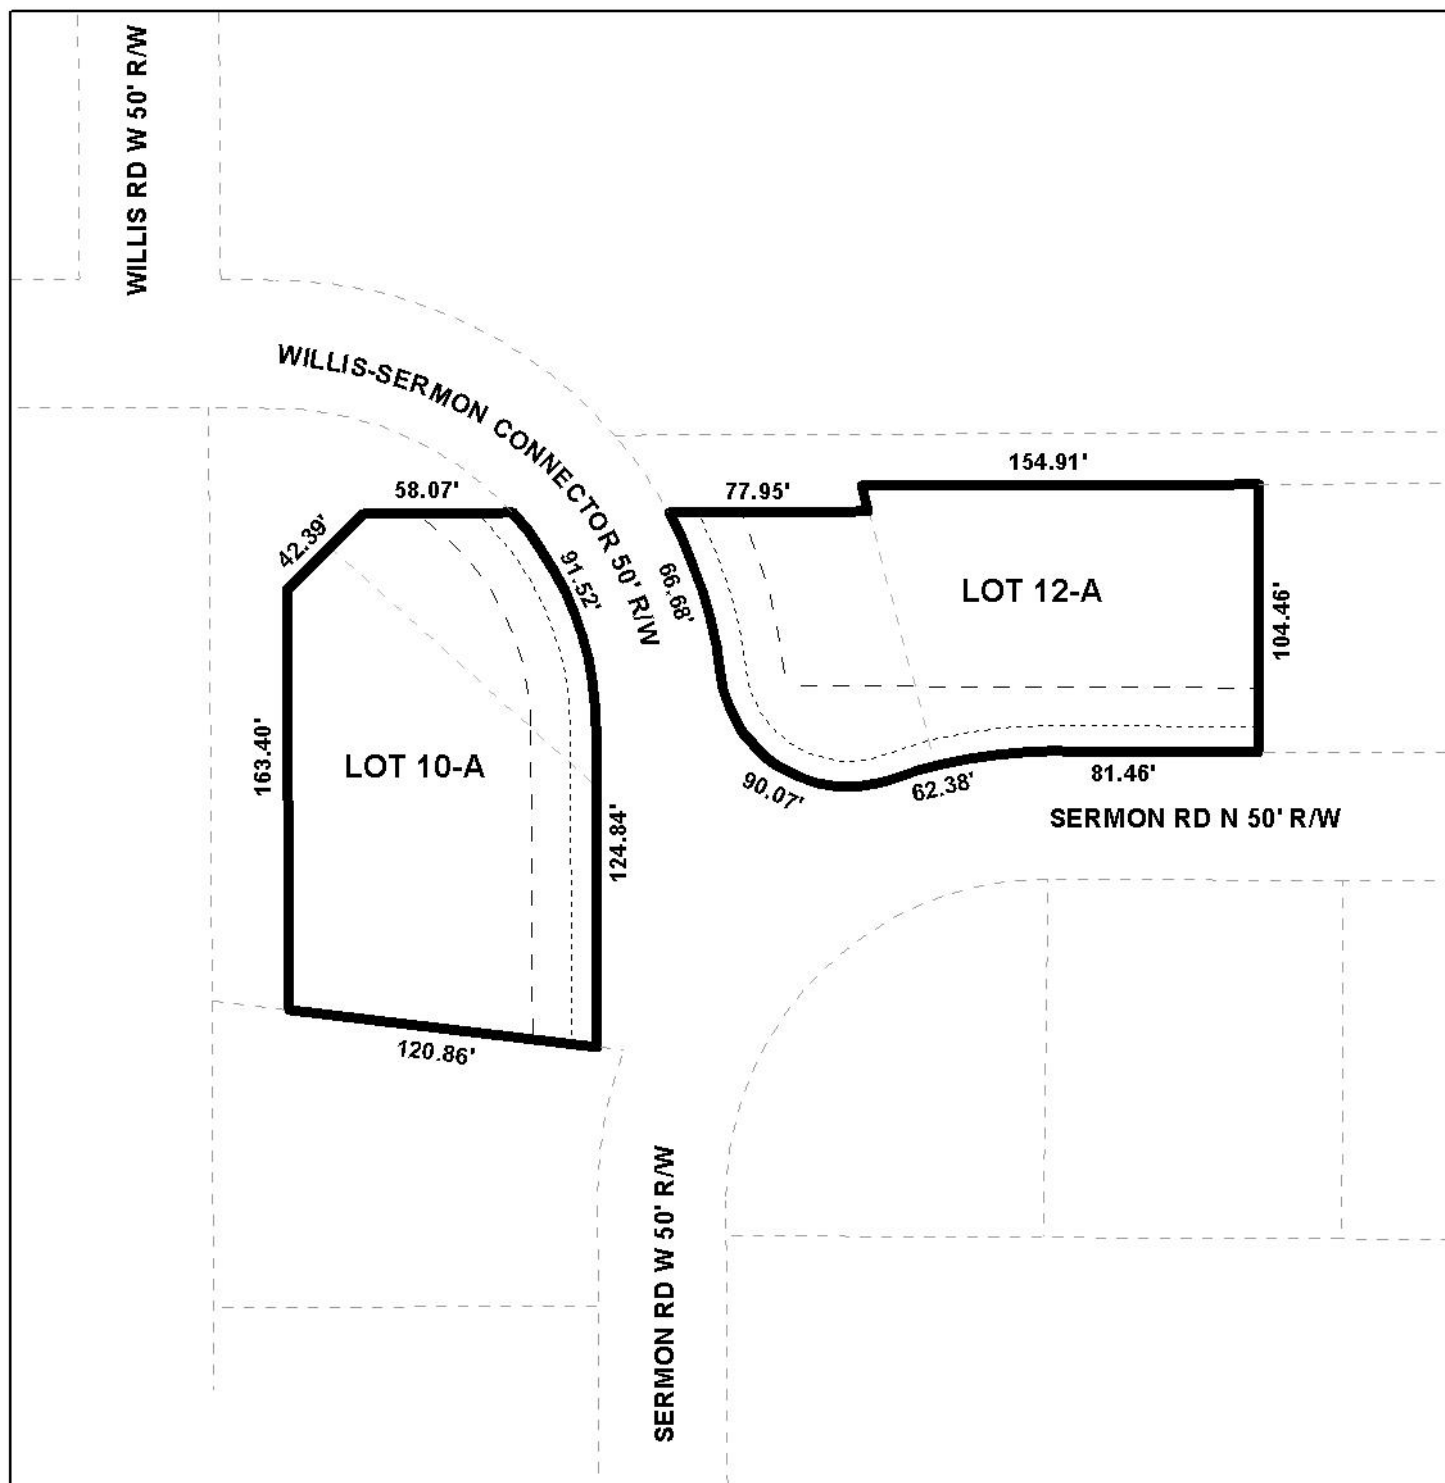 WILLIS RD W 50' R/W
WILLIS-SERMON CONNECTOR 50' R/W
154.91'
58.07'
77.95'
42.39'
91.52'
66.68'
LOT 12-A
104.46'
163.40'
LOT 10-A
90.07'
62.38'
81.46'
124.84'
SERMON RD N 50' R/W
120.86'
SERMON RD W 50' R/W